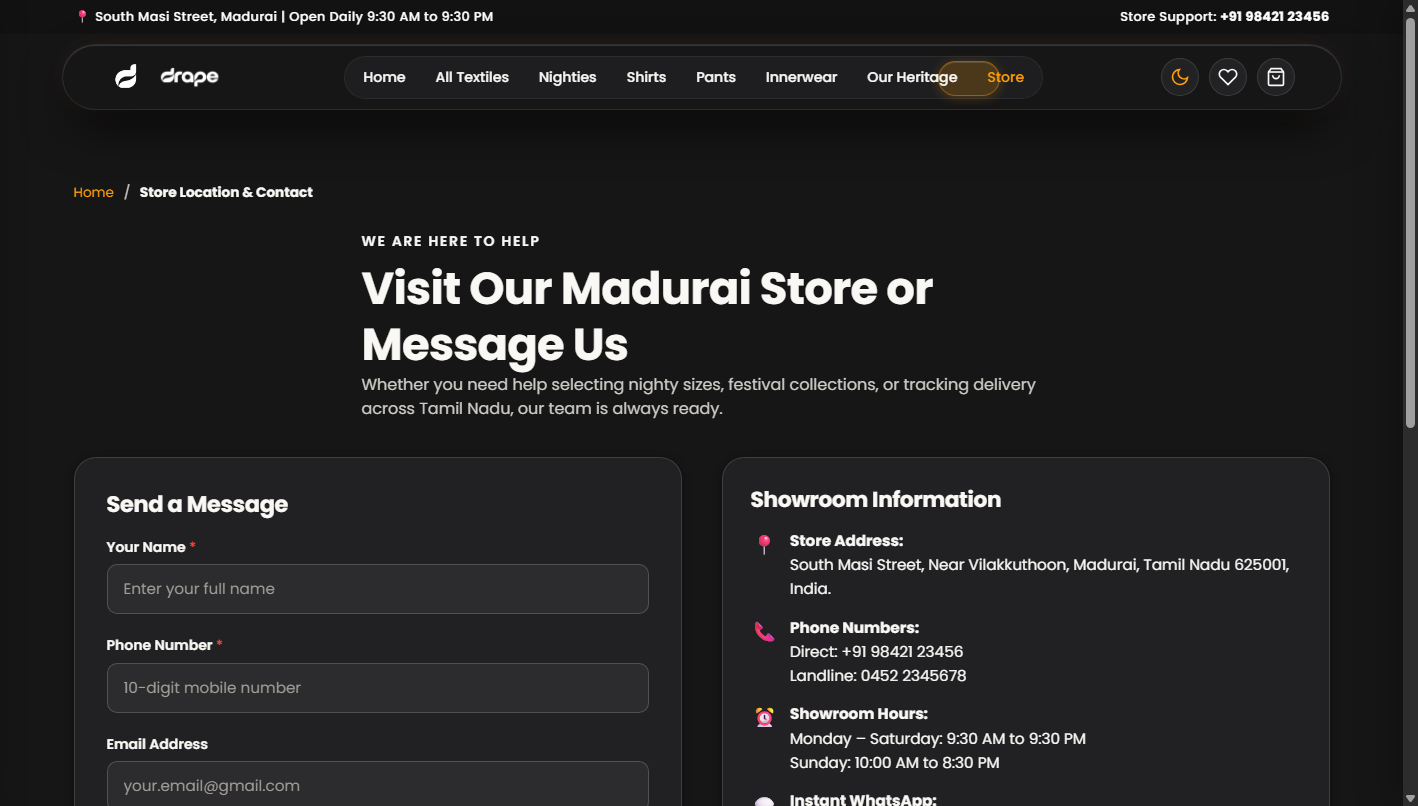 South Masi Street, Madurai | Open Daily 9:30 AM to 9:30 PM
Store Support: +91 98421 23456
drape
Home
All Textiles
Nighties
Shirts
Pants
Innerwear
Our Heritage
Store
Home / Store Location & Contact
WE ARE HERE TO HELP
Visit Our Madurai Store or
Message Us
Whether you need help selecting nighty sizes, festival collections, or tracking delivery
across Tamil Nadu, our team is always ready.
Send a Message
Your Name *
Enter your full name
Phone Number *
10-digit mobile number
Email Address
your.email@gmail.com
Showroom Information
Store Address:
South Masi Street, Near Vilakkuthoon, Madurai, Tamil Nadu 625001,
India.
Phone Numbers:
Direct: +91 98421 23456
Landline: 0452 2345678
Showroom Hours:
Monday – Saturday: 9:30 AM to 9:30 PM
Sunday: 10:00 AM to 8:30 PM
Instant WhatsApp: